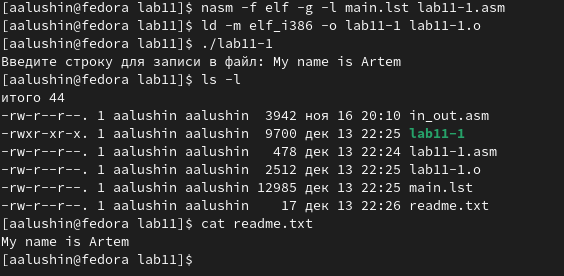 [aalushin@fedora lab11]$ nasm -f elf -g -l main.lst lab11-1.asm
[aalushin@fedora lab11]$ ld -m elf_i386 -o lab11-1 lab11-1.o
[aalushin@fedora lab11]$ ./lab11-1
Введите строку для записи в файл: My name is Artem
[aalushin@fedora lab11]$ ls -l
итого 44
-rw-r--r--. 1 aalushin aalushin  3942 ноя 16 20:10 in_out.asm
-rwxr-xr-x. 1 aalushin aalushin  9700 дек 13 22:25 lab11-1
-rw-r--r--. 1 aalushin aalushin   478 дек 13 22:24 lab11-1.asm
-rw-r--r--. 1 aalushin aalushin  2512 дек 13 22:25 lab11-1.o
-rw-r--r--. 1 aalushin aalushin 12985 дек 13 22:25 main.lst
-rw-r--r--. 1 aalushin aalushin    17 дек 13 22:26 readme.txt
[aalushin@fedora lab11]$ cat readme.txt
My name is Artem
[aalushin@fedora lab11]$